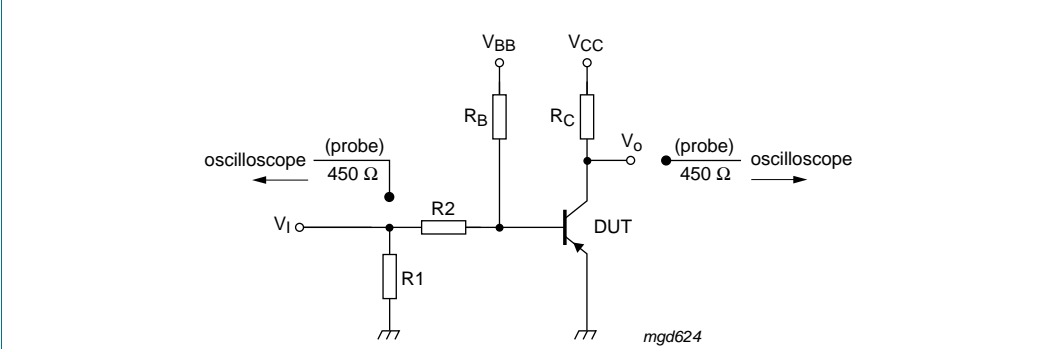 VBB
VCC
RB
RC
Vo
(probe)
oscilloscope
450 Ω
(probe)
oscilloscope
450 Ω
R2
VI
DUT
R1
mgd624